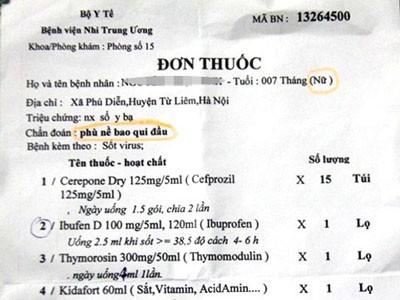 Bộ Y Tế
MÃ BN : 13264500
Bệnh viện Nhi Trung Ương
Khoa/Phòng khám : Phòng số 15
ĐƠN THUỐC
Họ và tên bệnh nhân : - Tuổi : 007 Tháng (Nữ )
Địa chỉ : Xã Phú Diễn,Huyện Từ Liêm,Hà Nội
Triệu chứng: nx số y bạ
Chẩn đoán : phù nề bao qui đầu
Bệnh kèm theo : Sốt virus;
Tên thuốc - hoạt chất Số lượng
1 / Cerepone Dry 125mg/5ml ( Cefprozil X 15 Túi
125mg/5ml )
Ngày uống 1.5 gói, chia 2 lần
2 / Ibufen D 100 mg/5 ml, 120ml ( Ibuprofen ) X 1 Lọ
Uống 2.5 ml khi sốt >= 38,5 độ cách 4- 6 h
3 / Thymorosin 300mg/50ml ( Thymomodulin ) X 1 Lọ
ngày uống 4ml 1lần.
4 / Kidafort 60ml ( Sắt,Vitamin, AcidAmin.... ) X 1 Lọ